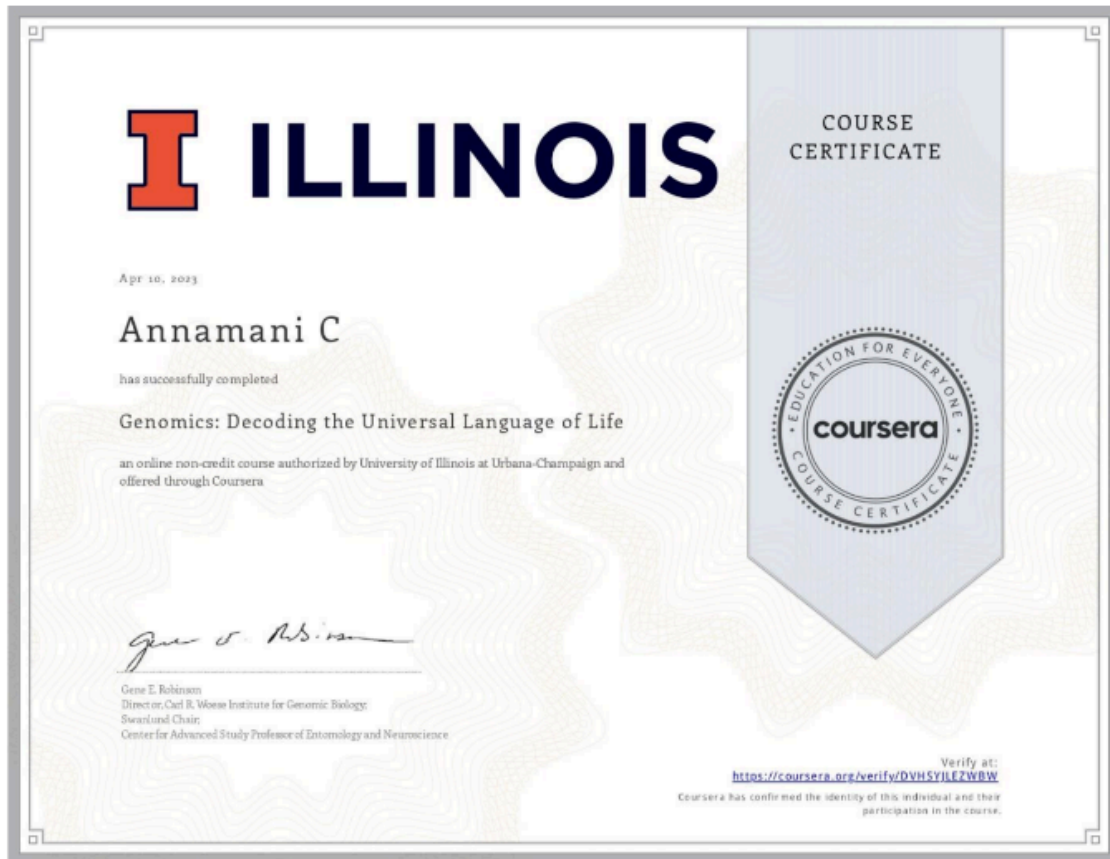 I ILLINOIS
COURSE
CERTIFICATE
Apr 10, 2023
Annamani C
has successfully completed
Genomics: Decoding the Universal Language of Life
an online non-credit course authorized by University of Illinois at Urbana-Champaign and
offered through Coursera
EDUCATION FOR EVERYONE
coursera
COURSE CERTIFICATE
Gene E. Robinson
Gene E. Robinson
Director, Carl R. Woese Institute for Genomic Biology;
Swanlund Chair;
Center for Advanced Study Professor of Entomology and Neuroscience
Verify at:
https://coursera.org/verify/DVH5YJLEZWBW
Coursera has confirmed the identity of this individual and their
participation in the course.